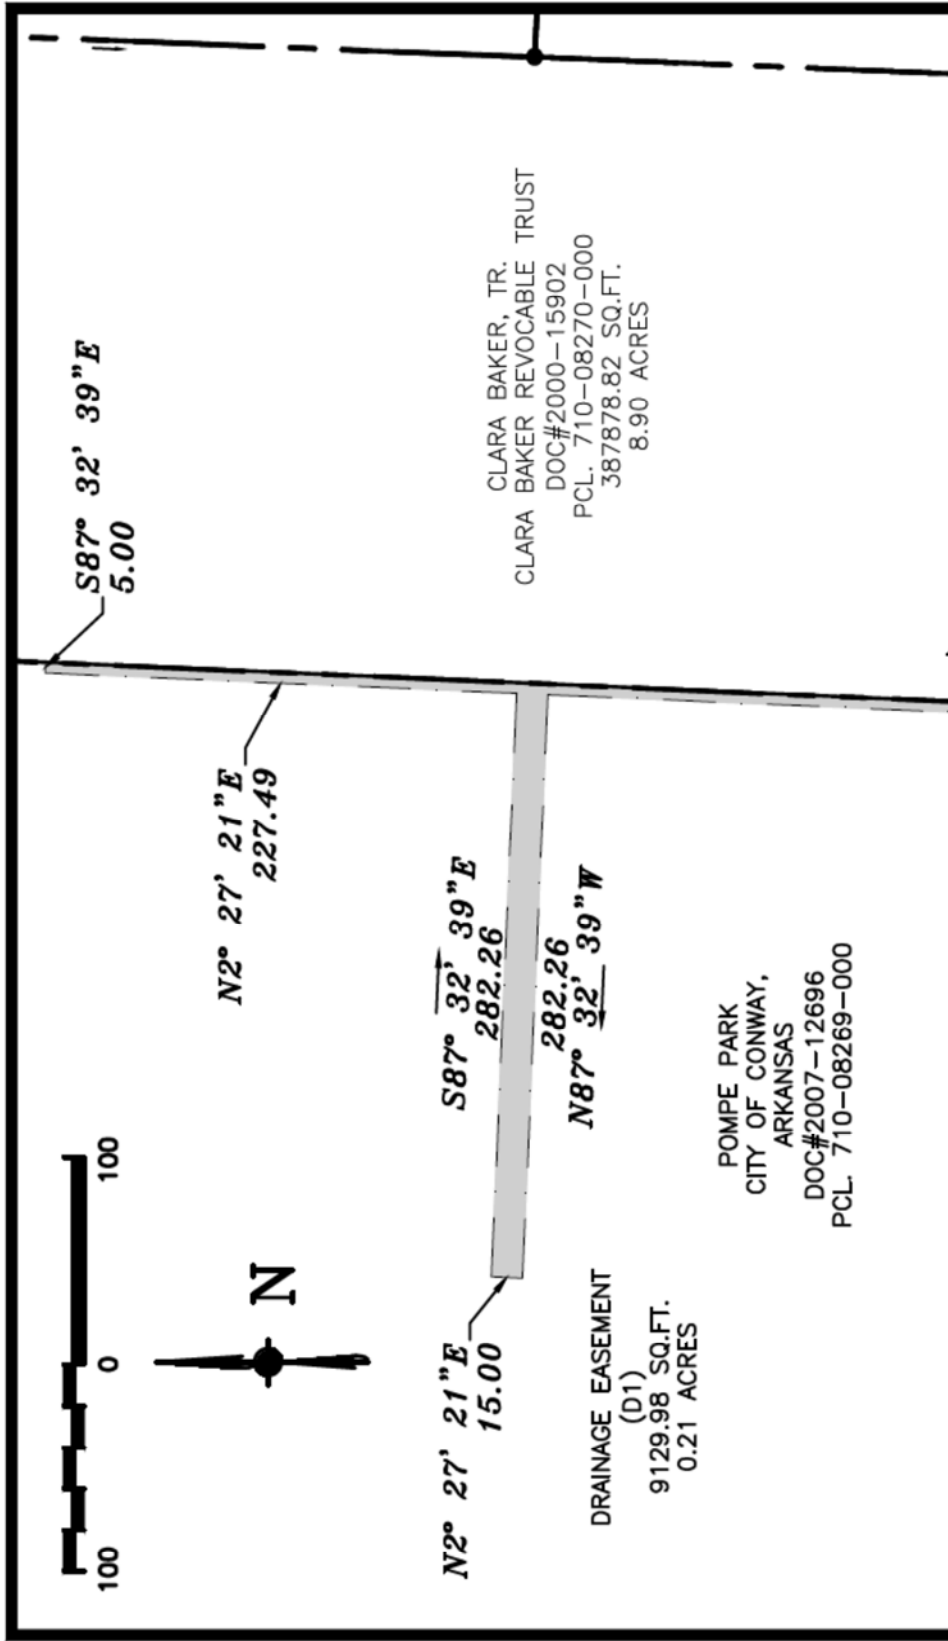 100
0
100
N
S87° 32' 39"E
5.00
N2° 27' 21"E
227.49
S87° 32' 39"E
282.26
282.26
N87° 32' 39"W
N2° 27' 21"E
15.00
CLARA BAKER, TR.
CLARA BAKER REVOCABLE TRUST
DOC#2000-15902
PCL. 710-08270-000
387878.82 SQ.FT.
8.90 ACRES
DRAINAGE EASEMENT
(D1)
9129.98 SQ.FT.
0.21 ACRES
POMPE PARK
CITY OF CONWAY,
ARKANSAS
DOC#2007-12696
PCL. 710-08269-000